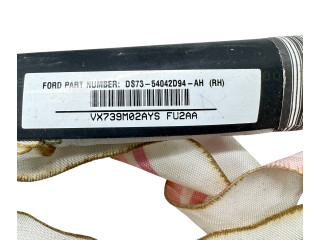 FORD PART NUMBER: DS73-54042D94-AH (RH)
VX739M02AYS FU2AA